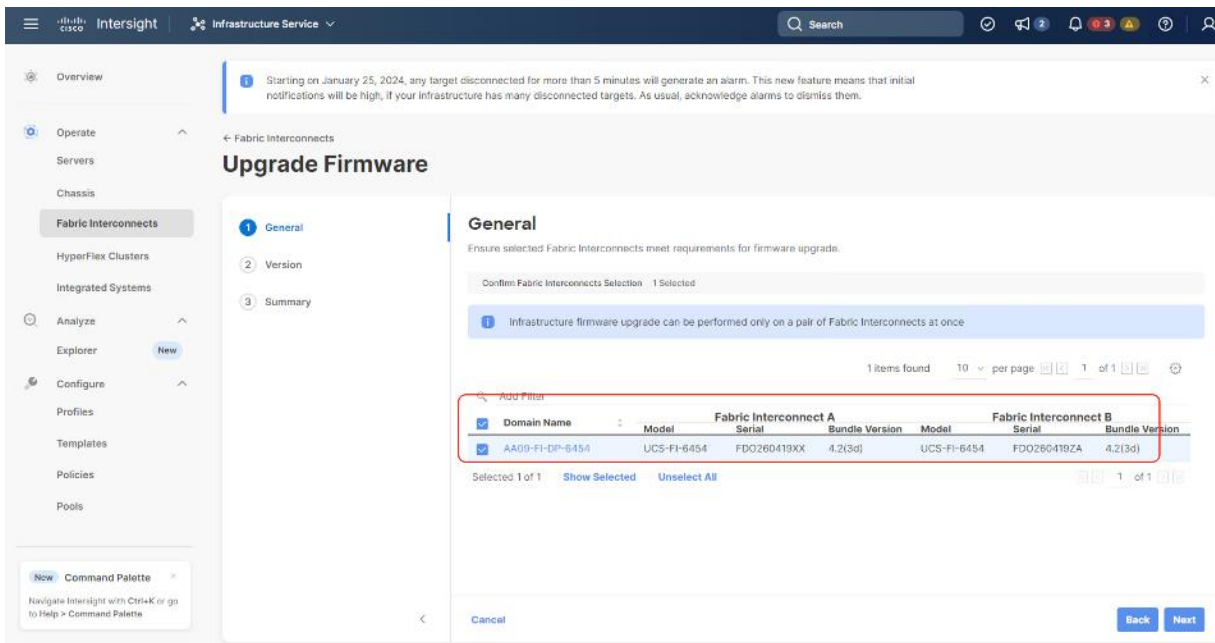 cisco Intersight Infrastructure Service Search 2 3
Overview
Starting on January 25, 2024, any target disconnected for more than 5 minutes will generate an alarm. This new feature means that initial
notifications will be high, if your infrastructure has many disconnected targets. As usual, acknowledge alarms to dismiss them.
Operate
← Fabric Interconnects
Servers
Upgrade Firmware
Chassis
Fabric Interconnects
HyperFlex Clusters
Integrated Systems
Analyze
Explorer New
Configure
Profiles
Templates
Policies
Pools
New Command Palette
Navigate Intersight with Ctrl+K or go
to Help > Command Palette
1 General
2 Version
3 Summary
General
Ensure selected Fabric Interconnects meet requirements for firmware upgrade.
Confirm Fabric Interconnects Selection 1 Selected
Infrastructure firmware upgrade can be performed only on a pair of Fabric Interconnects at once
1 items found 10 per page 1 of 1
Add Filter
Fabric Interconnect A Fabric Interconnect B
Domain Name Model Serial Bundle Version Model Serial Bundle Version
AA09-FI-DP-6454 UCS-FI-6454 FDO260419XX 4.2(3d) UCS-FI-6454 FDO260419ZA 4.2(3d)
Selected 1 of 1 Show Selected Unselect All 1 of 1
Cancel Back Next